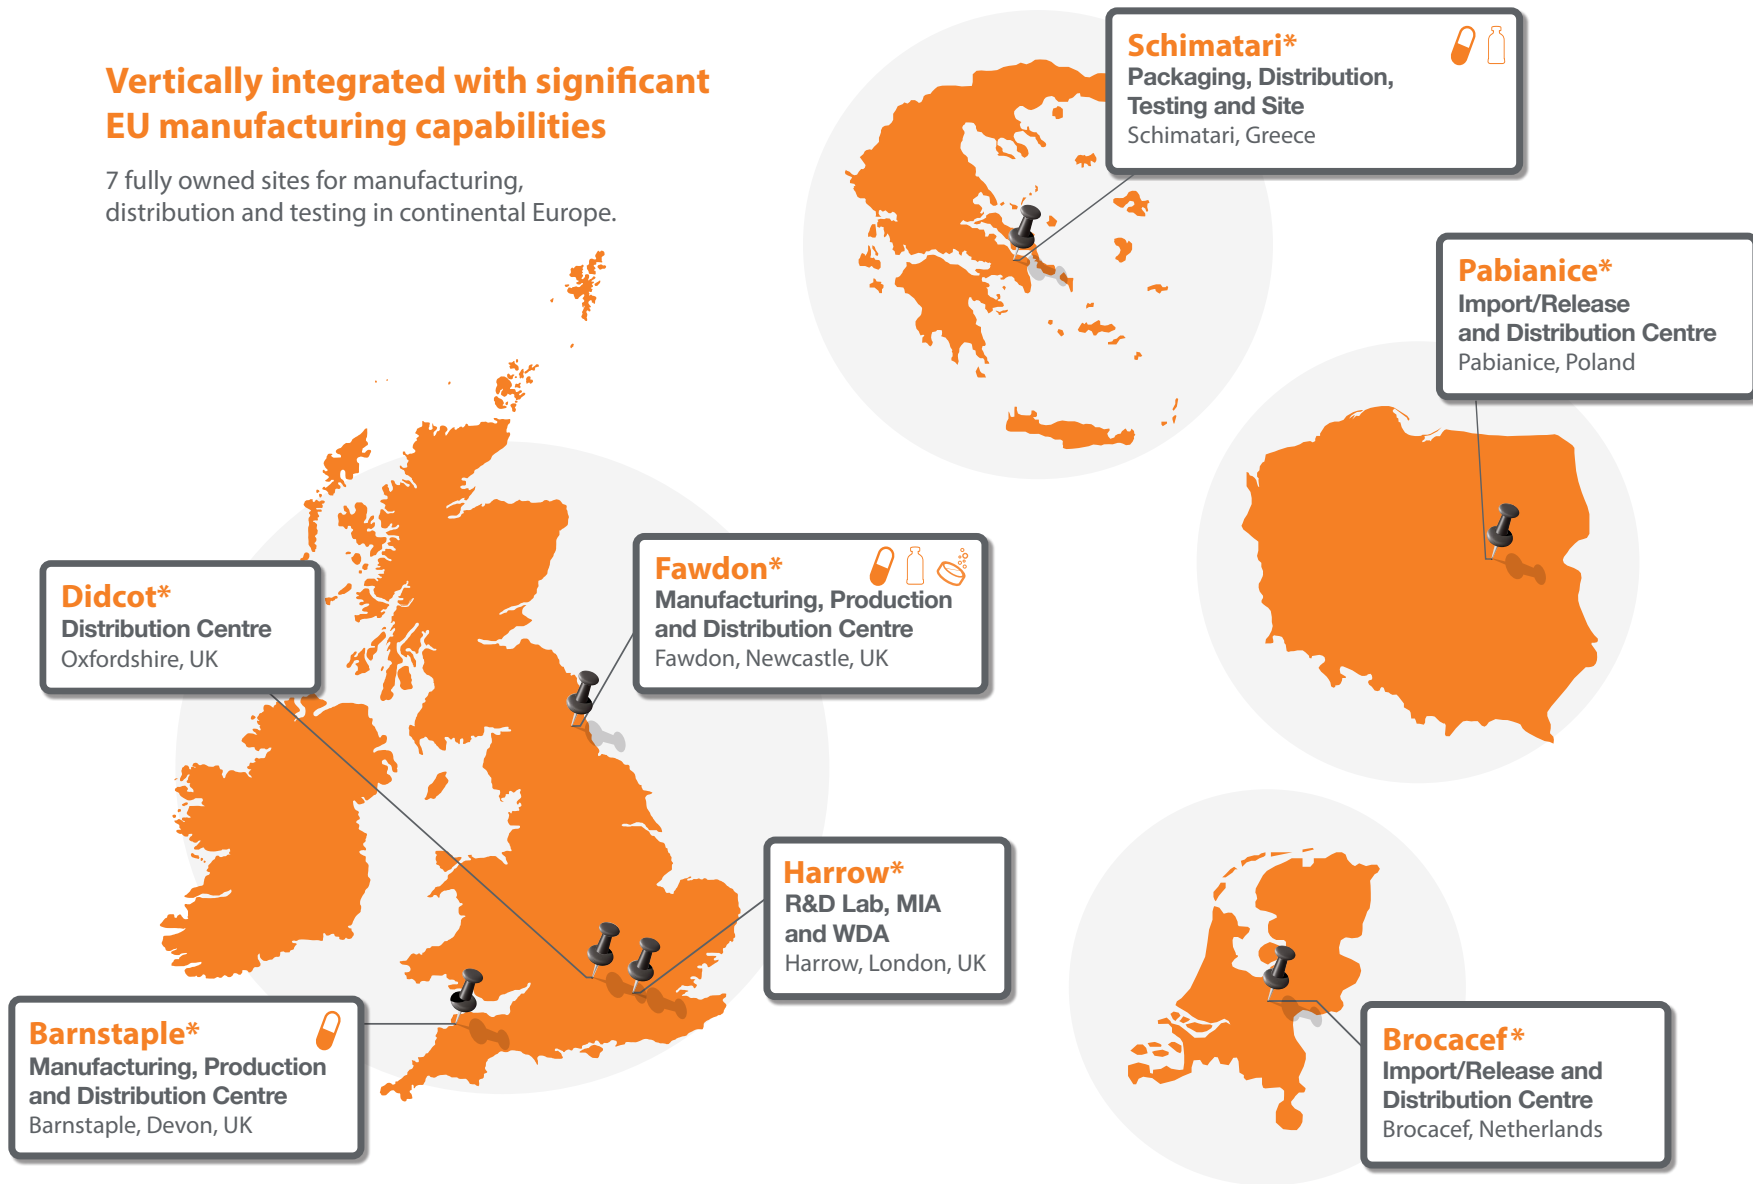 Vertically integrated with significant
EU manufacturing capabilities
7 fully owned sites for manufacturing,
distribution and testing in continental Europe.
Schimatari*
Packaging, Distribution,
Testing and Site
Schimatari, Greece
Pabianice*
Import/Release
and Distribution Centre
Pabianice, Poland
Didcot*
Distribution Centre
Oxfordshire, UK
Fawdon*
Manufacturing, Production
and Distribution Centre
Fawdon, Newcastle, UK
Harrow*
R&D Lab, MIA
and WDA
Harrow, London, UK
Barnstaple*
Manufacturing, Production
and Distribution Centre
Barnstaple, Devon, UK
Brocacef*
Import/Release and
Distribution Centre
Brocacef, Netherlands